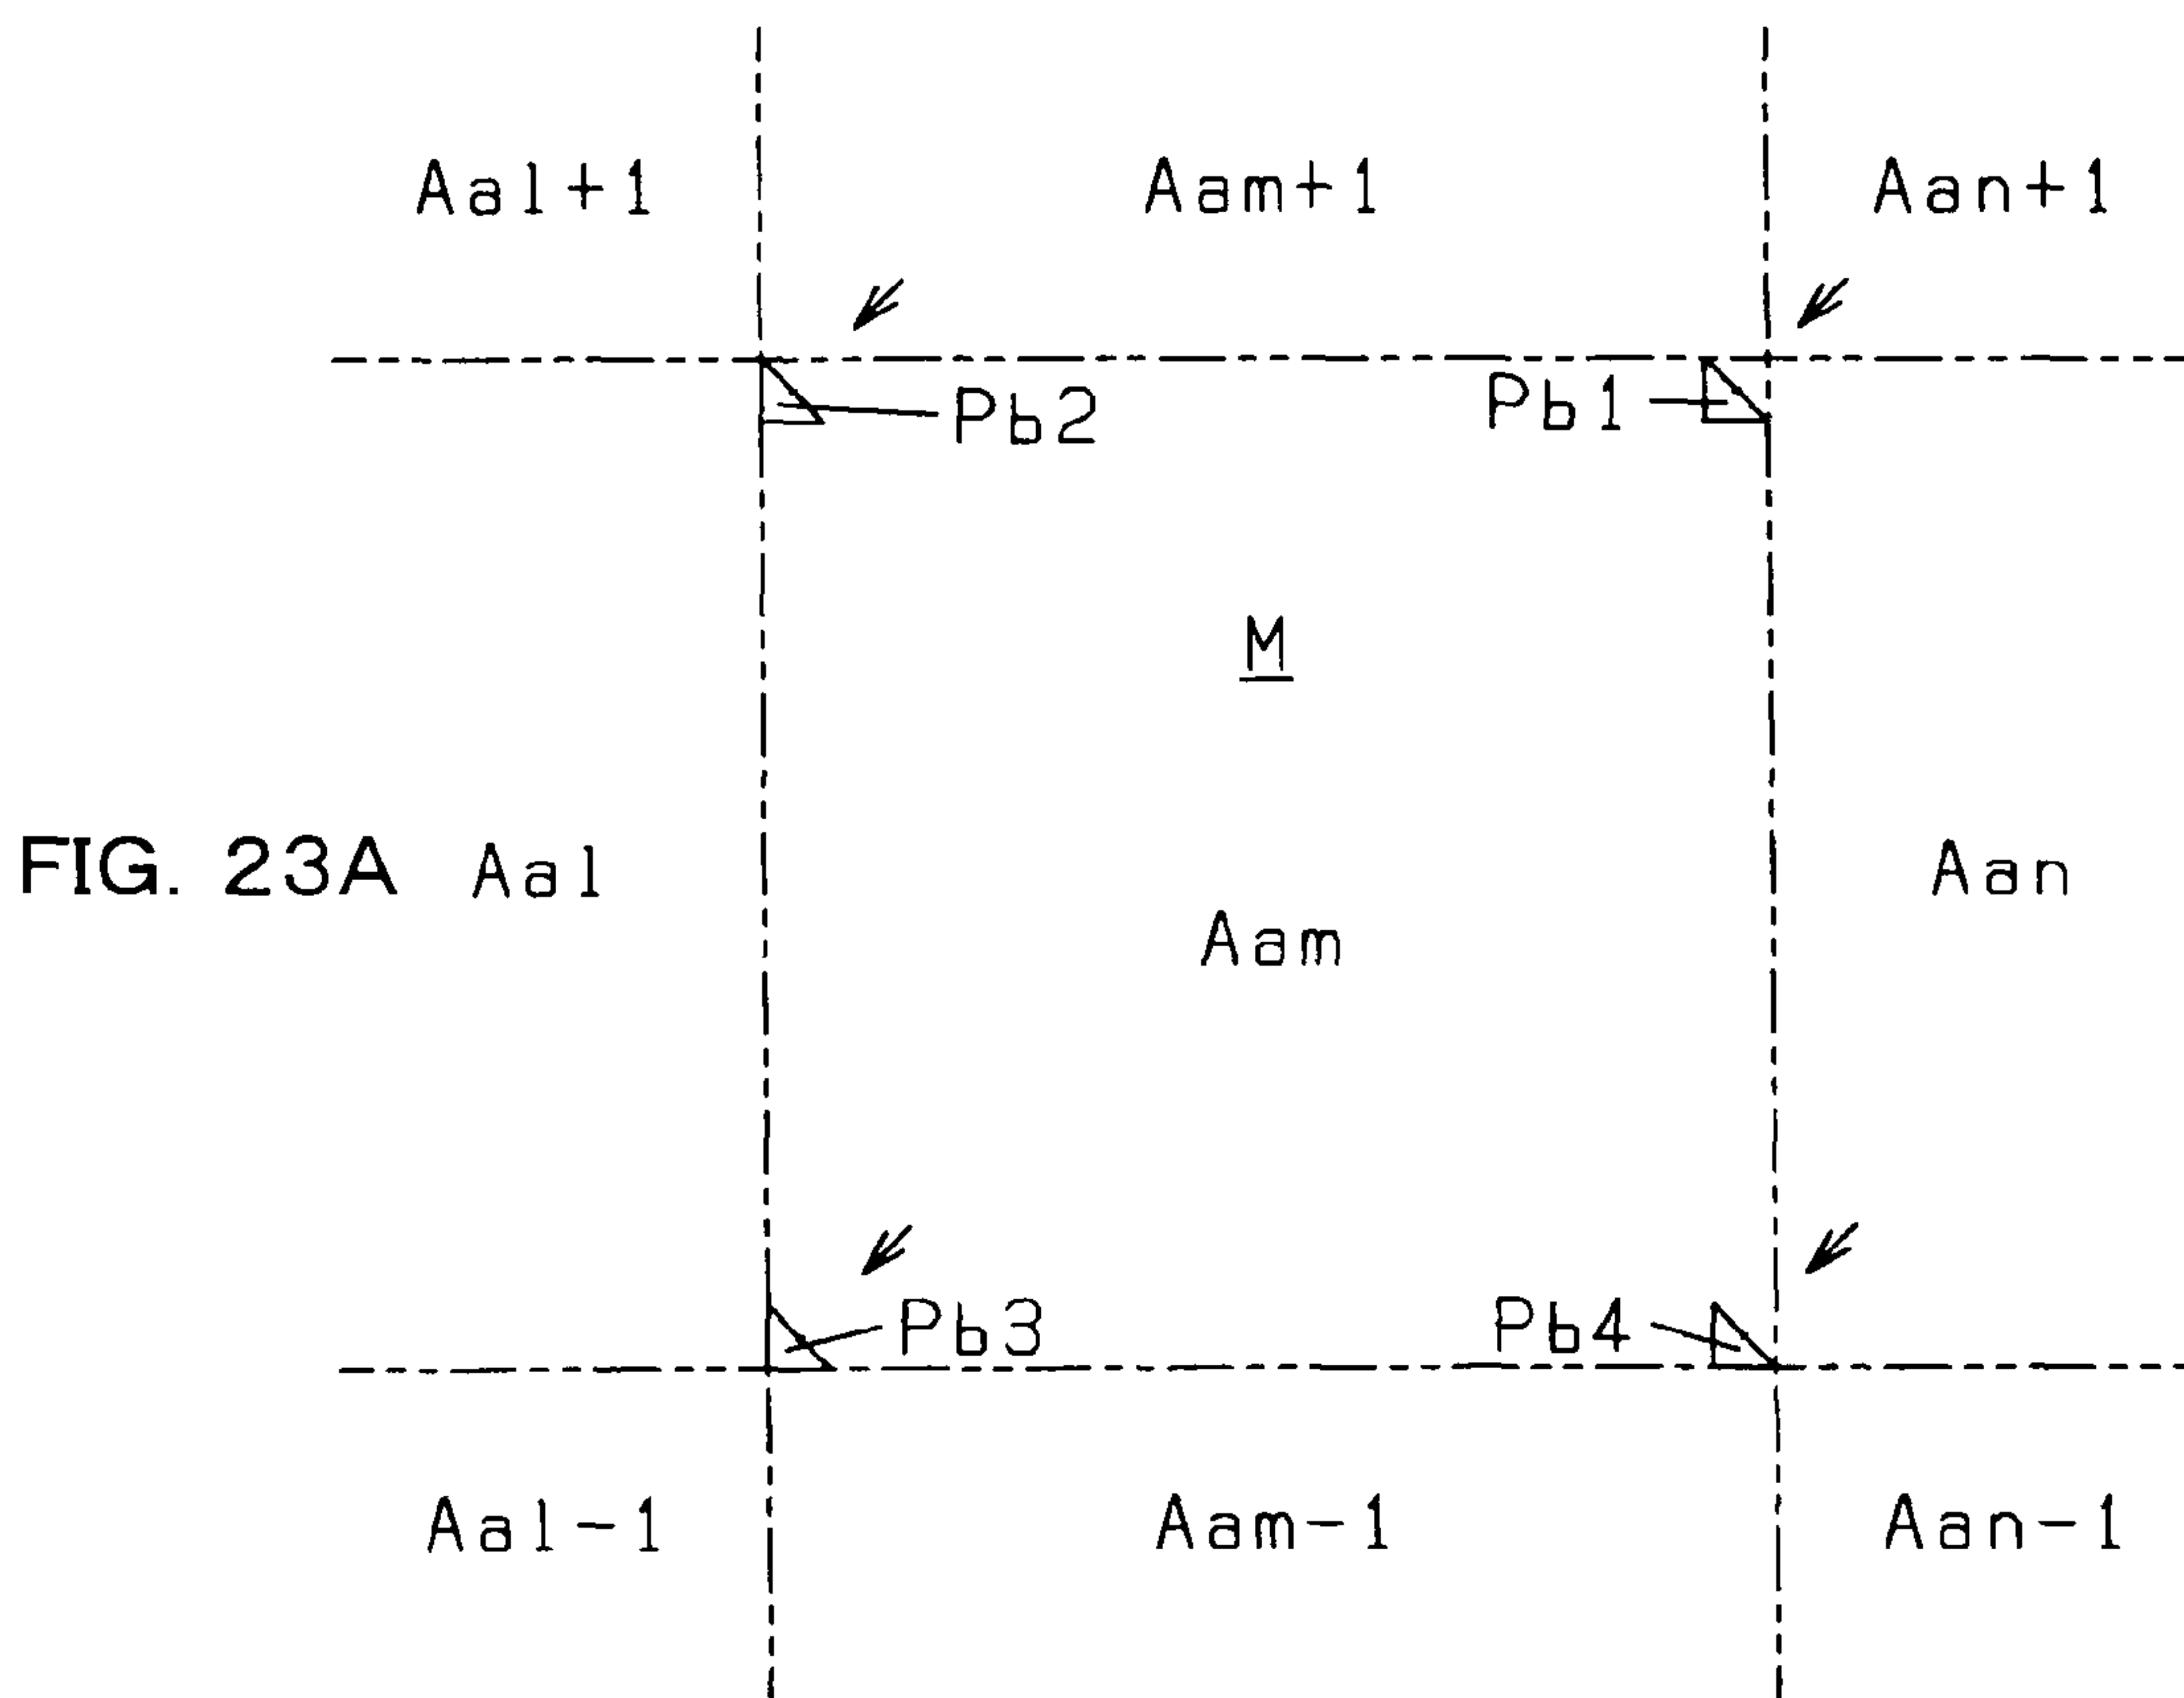 Aal+1 Aam+1 Aan+1
Pb2 Pb1
M
FIG. 23A Aal Aan
Aam
Pb3 Pb4
Aal-1 Aam-1 Aan-1